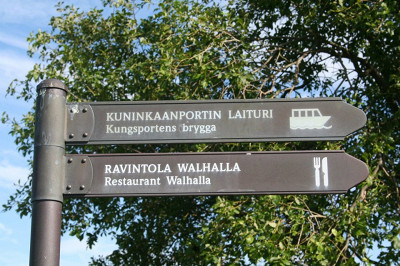 KUNINKAANPORTIN LAITURI
Kungsportens brygga
RAVINTOLA WALHALLA
Restaurant Walhalla